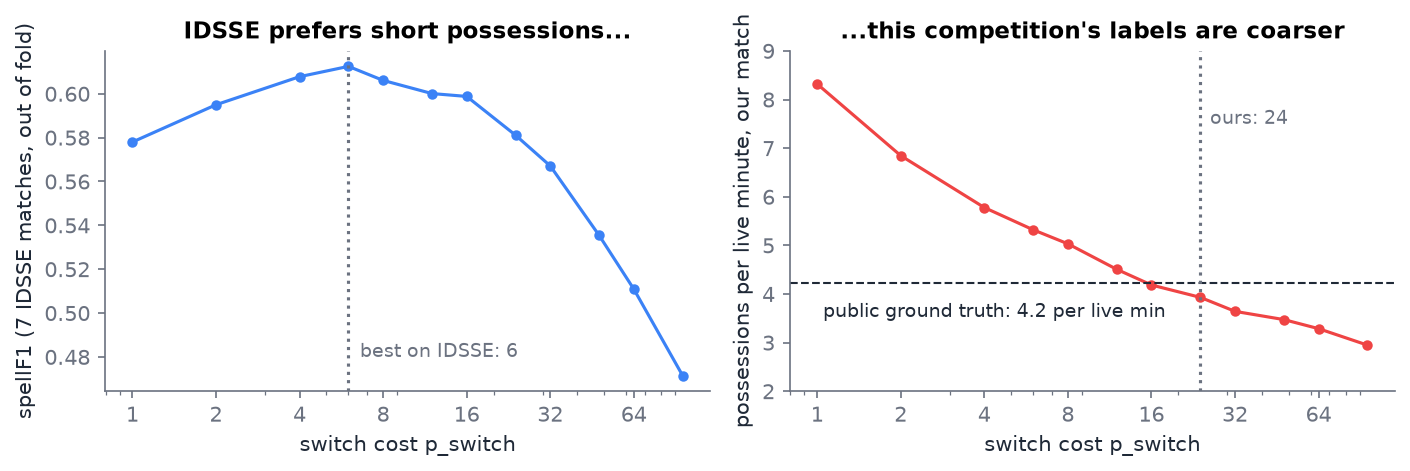 IDSSE prefers short possessions...
spellF1 (7 IDSSE matches, out of fold)
0.60
0.58
0.56
0.54
0.52
0.50
0.48
best on IDSSE: 6
1 2 4 8 16 32 64
switch cost p_switch
...this competition's labels are coarser
possessions per live minute, our match
9
8
7
6
5
4
3
2
ours: 24
public ground truth: 4.2 per live min
1 2 4 8 16 32 64
switch cost p_switch